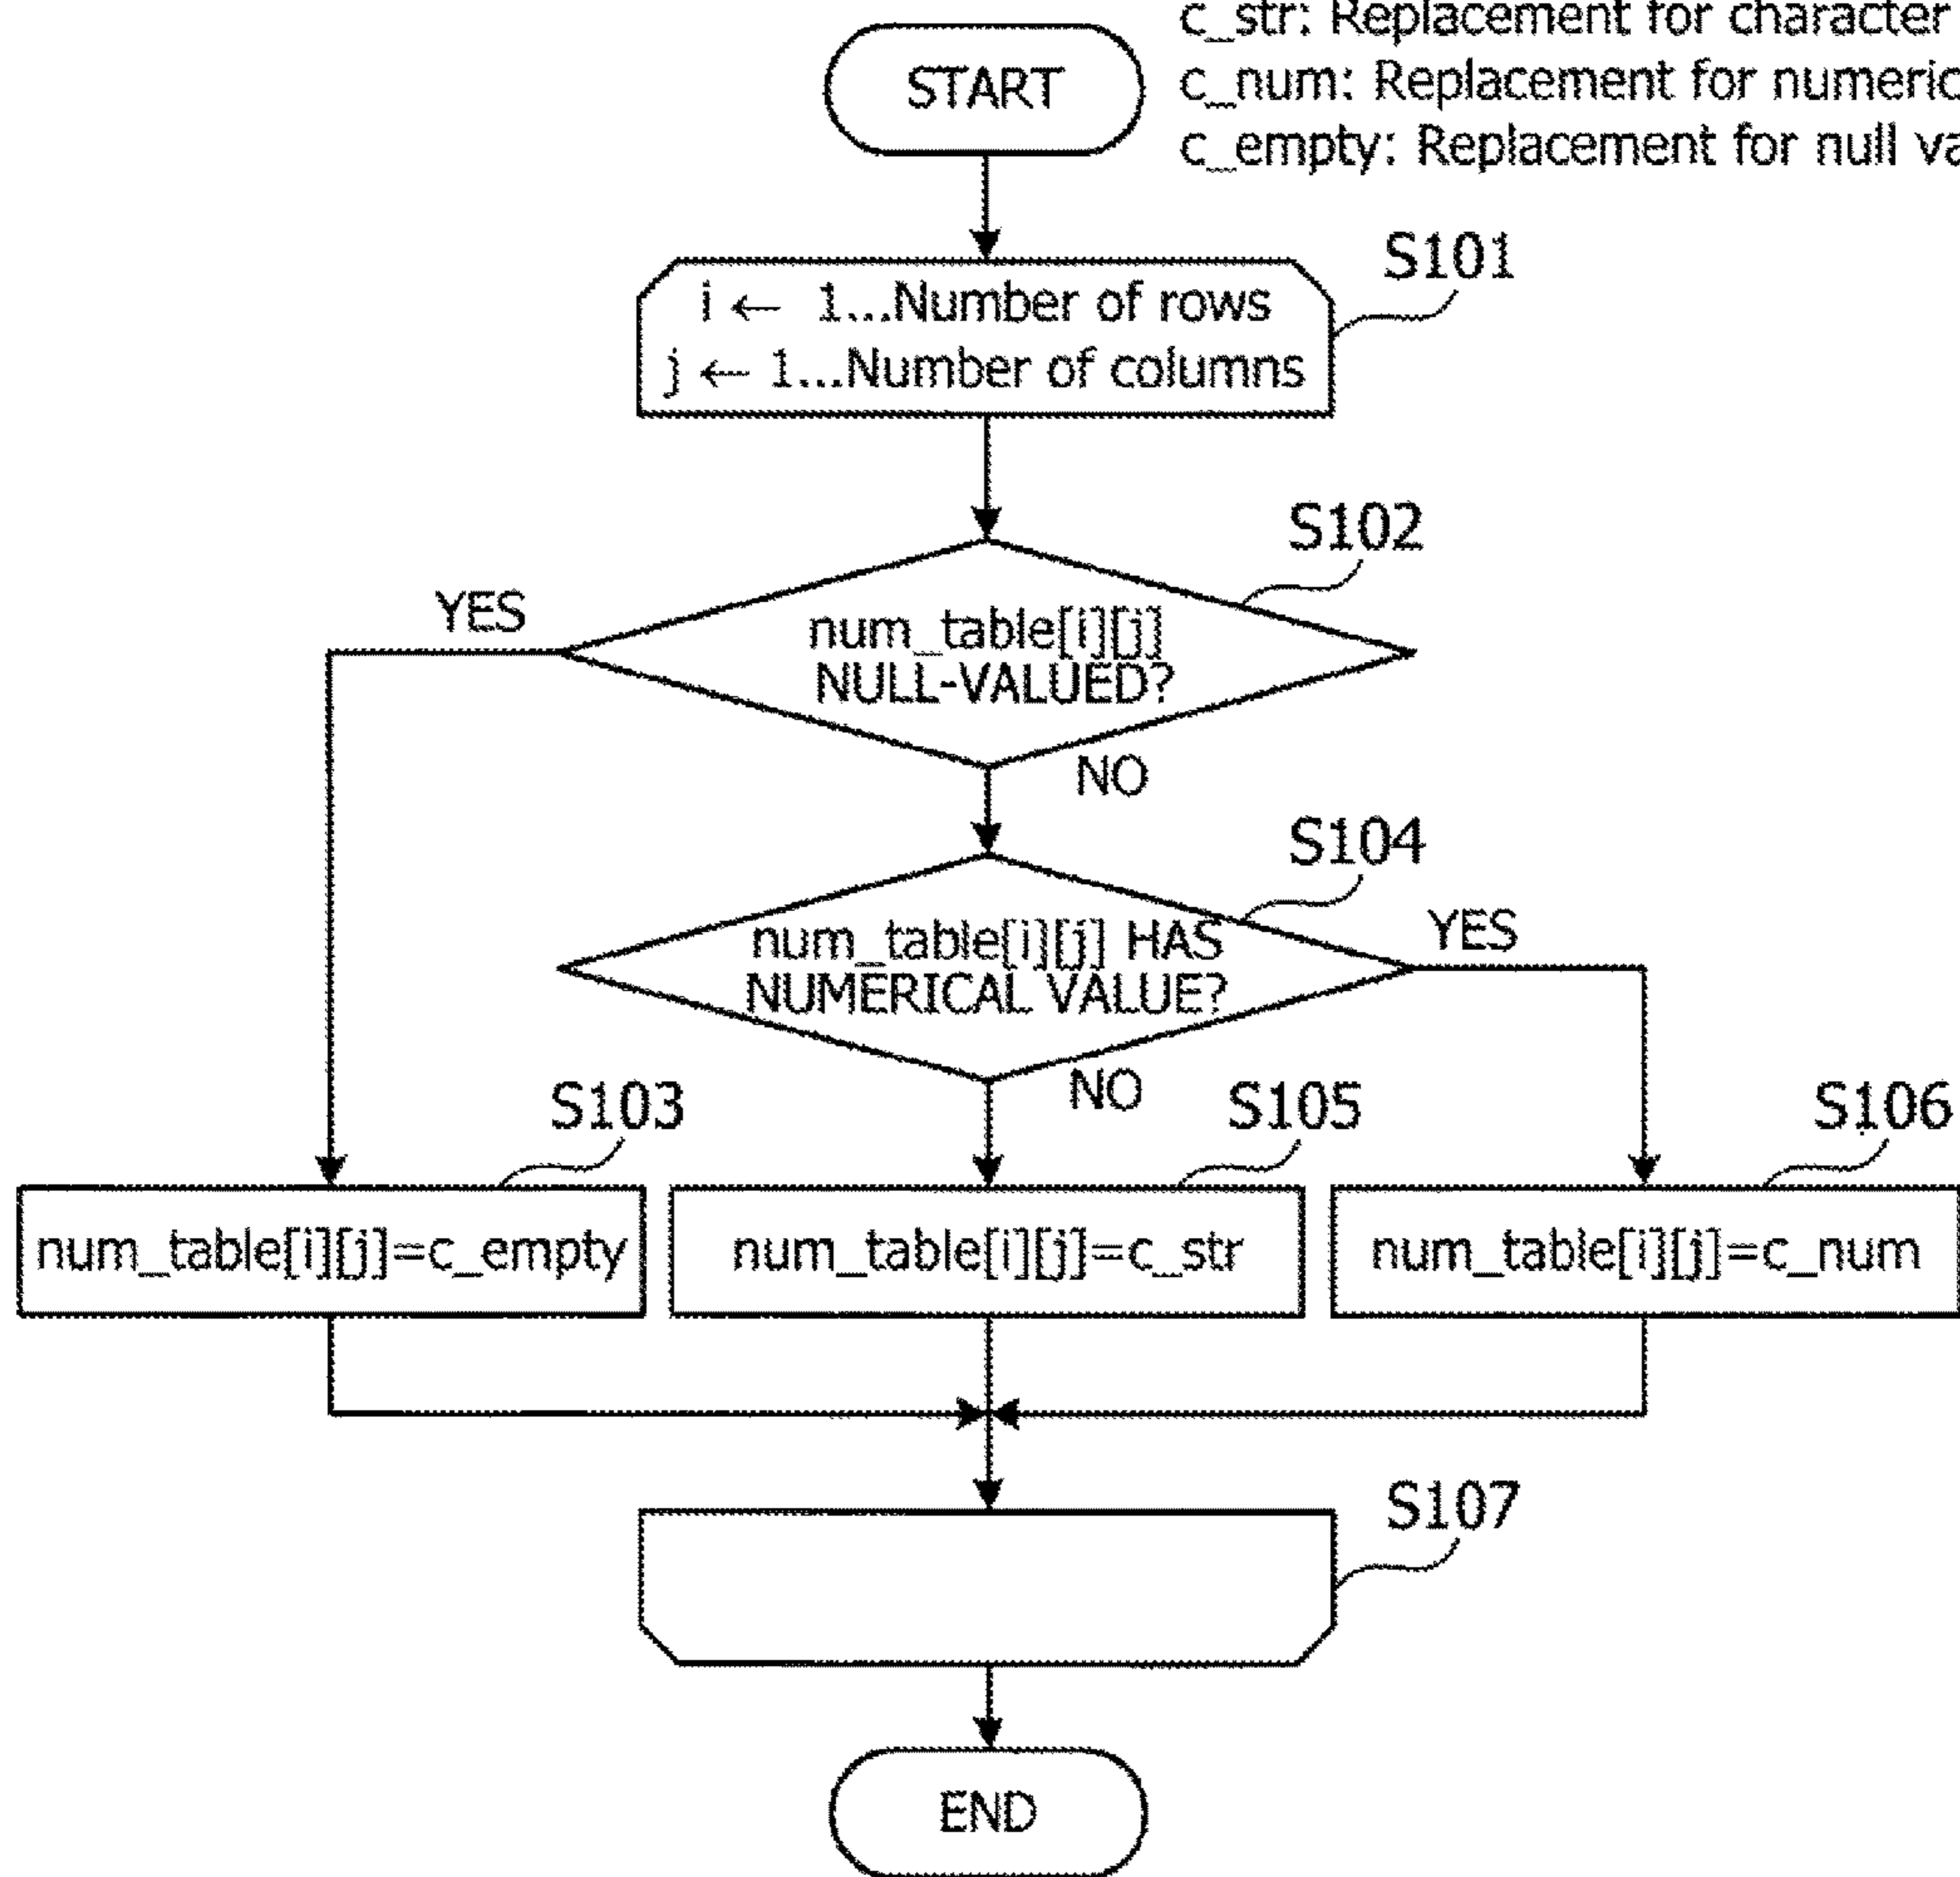 c_str: Replacement for character
START
c_num: Replacement for numeric
c_empty: Replacement for null va
S101
i ← 1...Number of rows
j ← 1...Number of columns
S102
YES
num_table[i][j]
NULL-VALUED?
NO
S104
num_table[i][j] HAS
NUMERICAL VALUE?
YES
NO
S103
S105
S106
num_table[i][j]=c_empty
num_table[i][j]=c_str
num_table[i][j]=c_num
S107
END